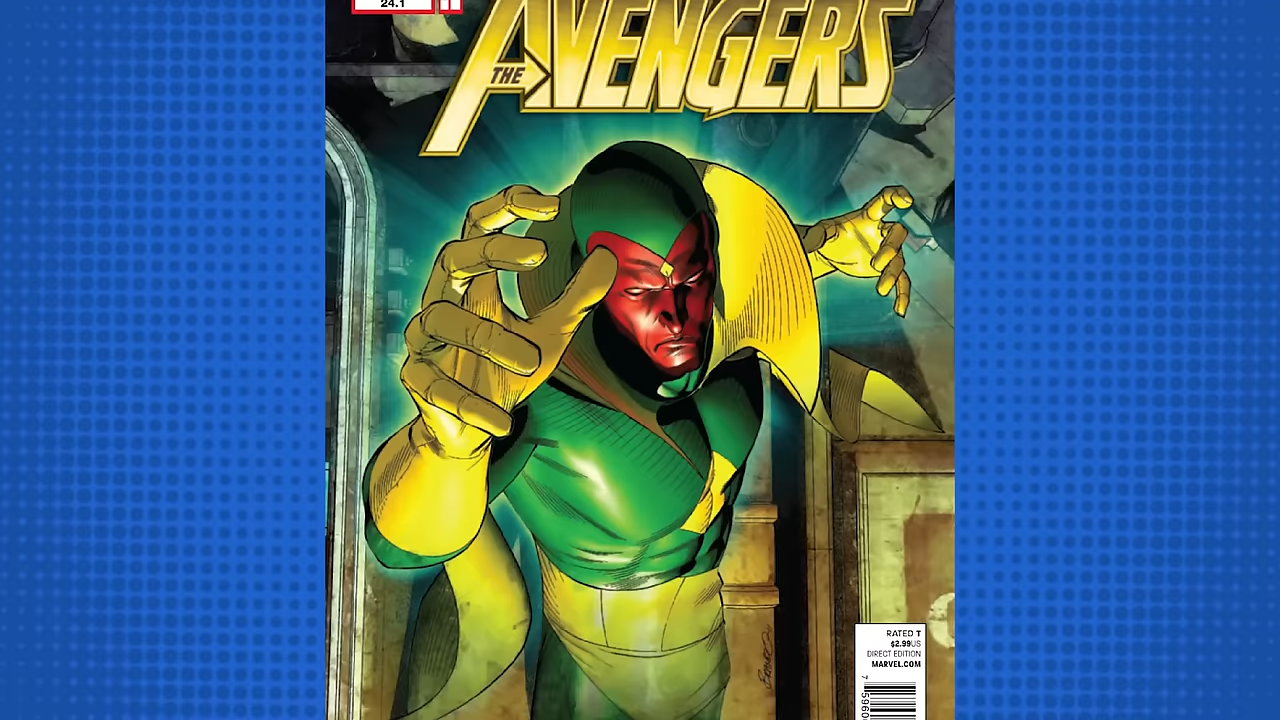 24.1
THE AVENGERS
RATED T
$2.99US
DIRECT EDITION
MARVEL.COM